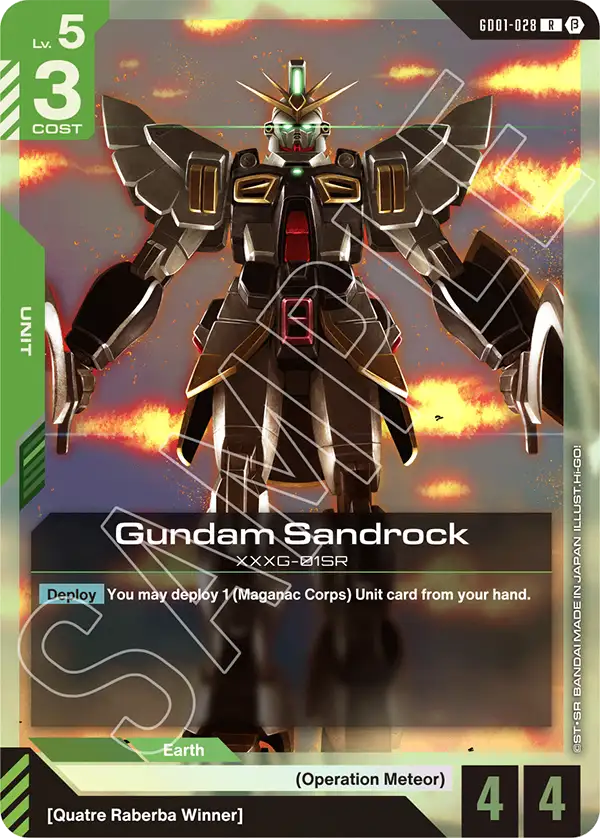 GD01-028 R β
Lv. 5
3
COST
UNIT
SAMPLE
Gundam Sandrock
XXXG-01SR
Deploy You may deploy 1 (Maganac Corps) Unit card from your hand.
©ST・SR BANDAI MADE IN JAPAN ILLUST.HI-GO!
Earth
(Operation Meteor)
4 4
[Quatre Raberba Winner]